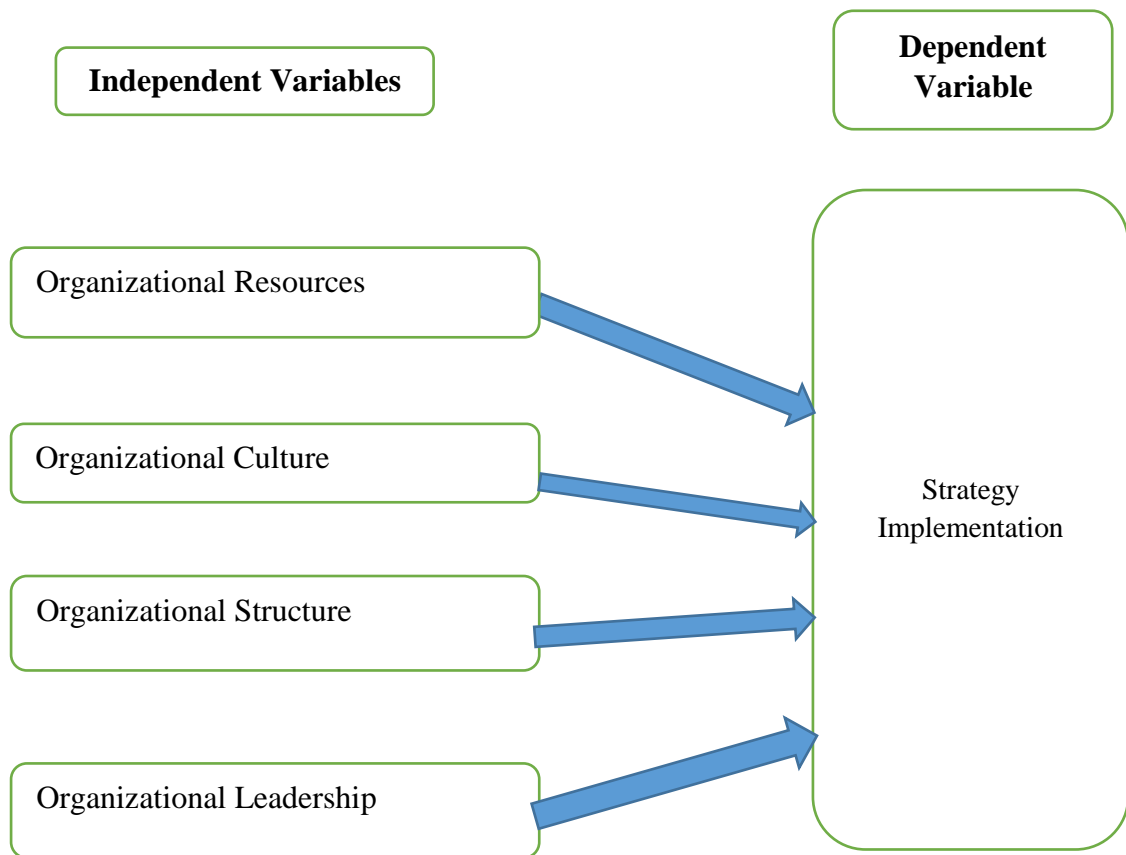 Independent Variables
Dependent
Variable
Organizational Resources
Organizational Culture
Organizational Structure
Organizational Leadership
Strategy
Implementation